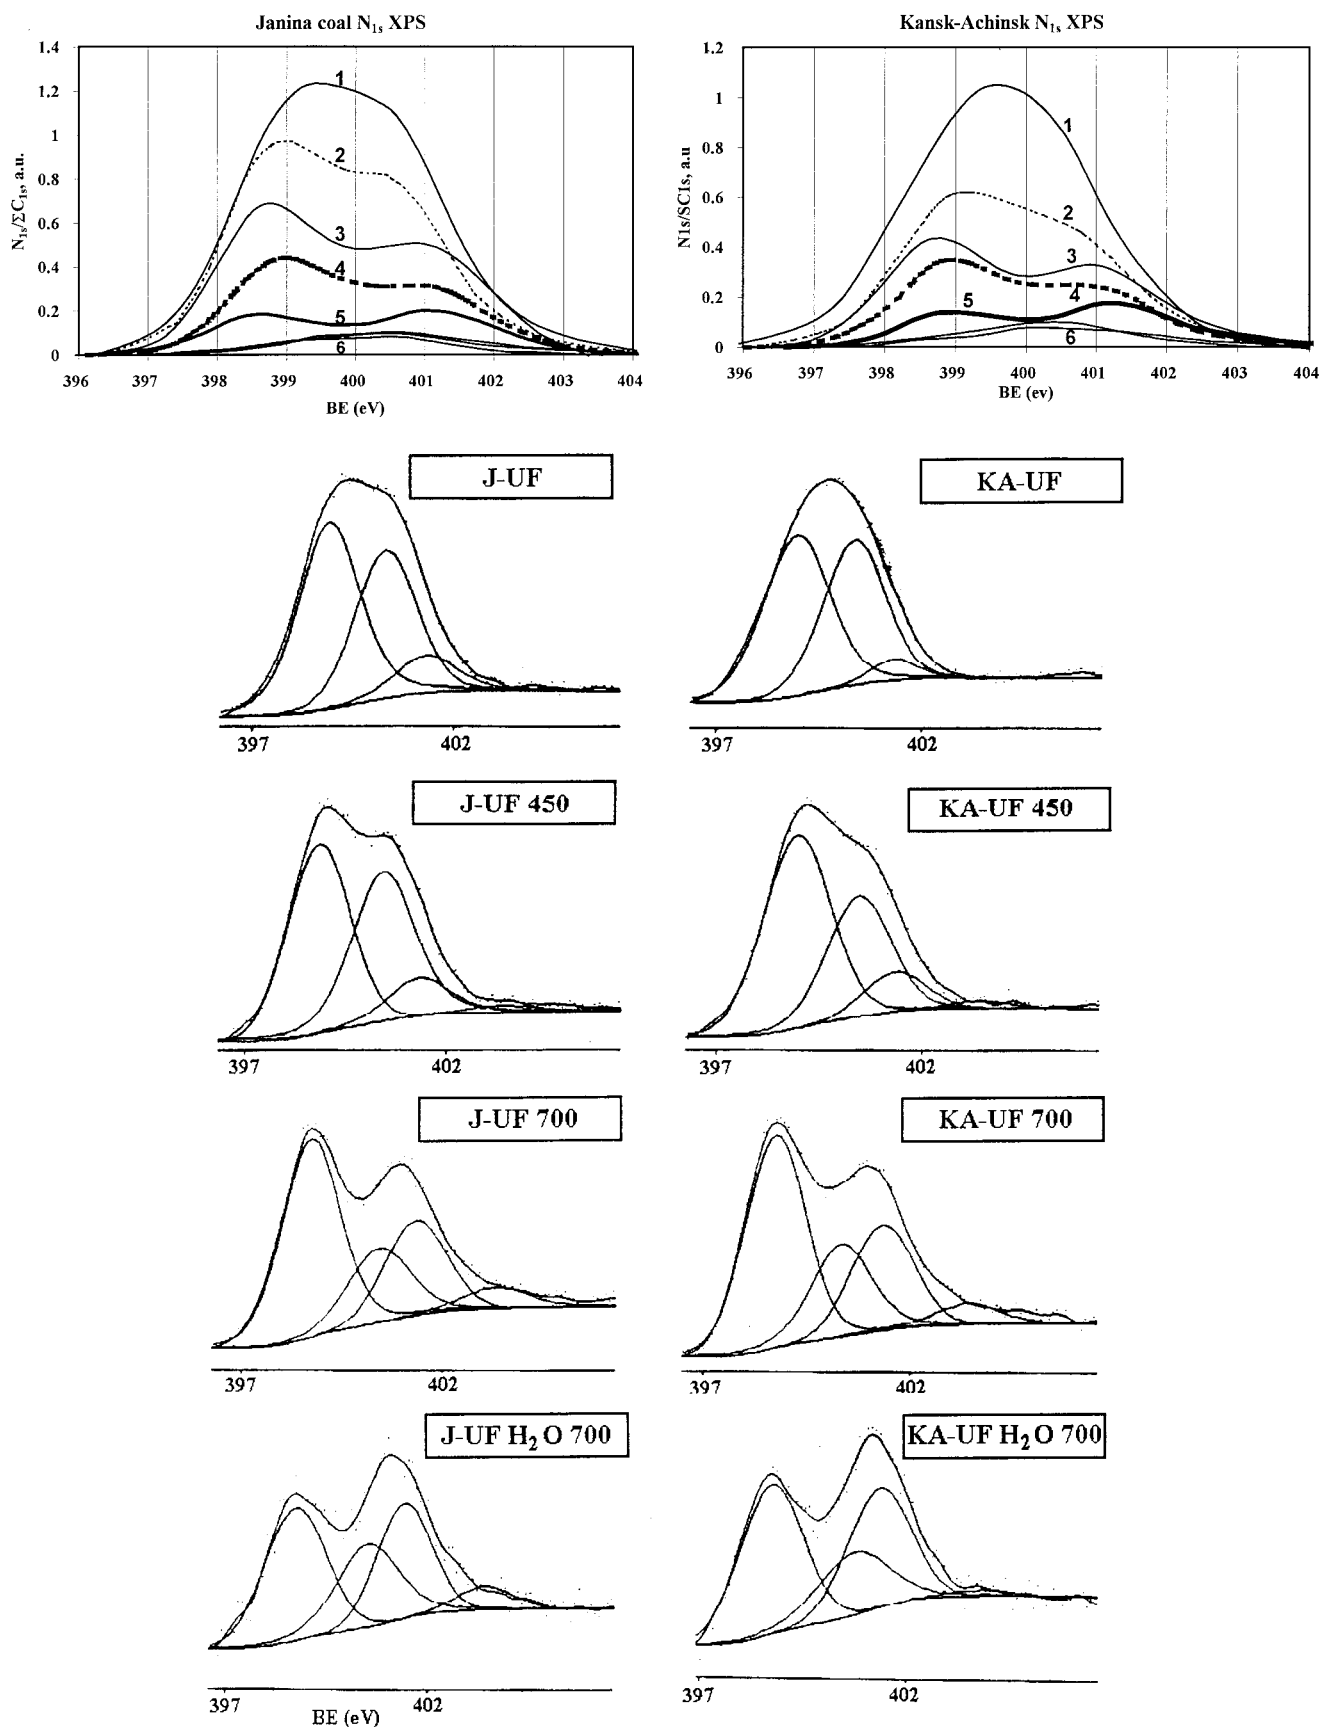 Janina coal N1s XPS
1.4
1.2
1
0.8
0.6
0.4
0.2
0
N1s/ΣC1s, a.u.
1
2
3
4
5
6
396 397 398 399 400 401 402 403 404
BE (eV)
Kansk-Achinsk N1s XPS
1.2
1
0.8
0.6
0.4
0.2
0
N1s/SC1s, a.u
1
2
3
4
5
6
396 397 398 399 400 401 402 403 404
BE (ev)
J-UF
397 402
KA-UF
397 402
J-UF 450
397 402
KA-UF 450
397 402
J-UF 700
397 402
KA-UF 700
397 402
J-UF H2O 700
397 402
BE (eV)
KA-UF H2O 700
397 402